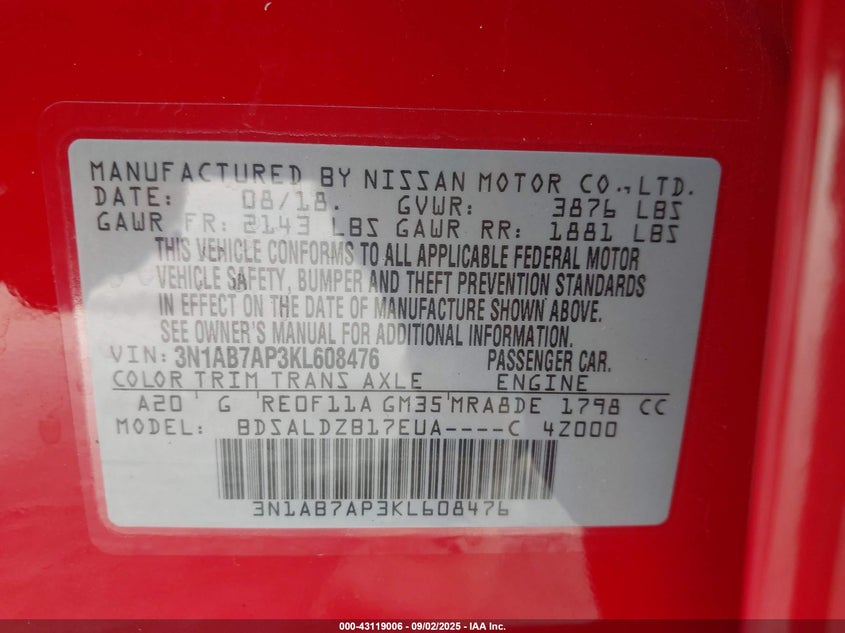 MANUFACTURED BY NISSAN MOTOR CO., LTD.
DATE: 08/18. GVWR: 3876 LBS
GAWR FR: 2143 LBS GAWR RR: 1881 LBS
THIS VEHICLE CONFORMS TO ALL APPLICABLE FEDERAL MOTOR
VEHICLE SAFETY, BUMPER AND THEFT PREVENTION STANDARDS
IN EFFECT ON THE DATE OF MANUFACTURE SHOWN ABOVE.
SEE OWNER'S MANUAL FOR ADDITIONAL INFORMATION.
VIN: 3N1AB7AP3KL608476 PASSENGER CAR.
COLOR TRIM TRANS AXLE ENGINE
A20 G RE0F11A GM35 MRA8DE 1798 CC
MODEL: BDSALDZB17EUA----C 4Z000
3N1AB7AP3KL608476
000-43119006 - 09/02/2025 - IAA Inc.